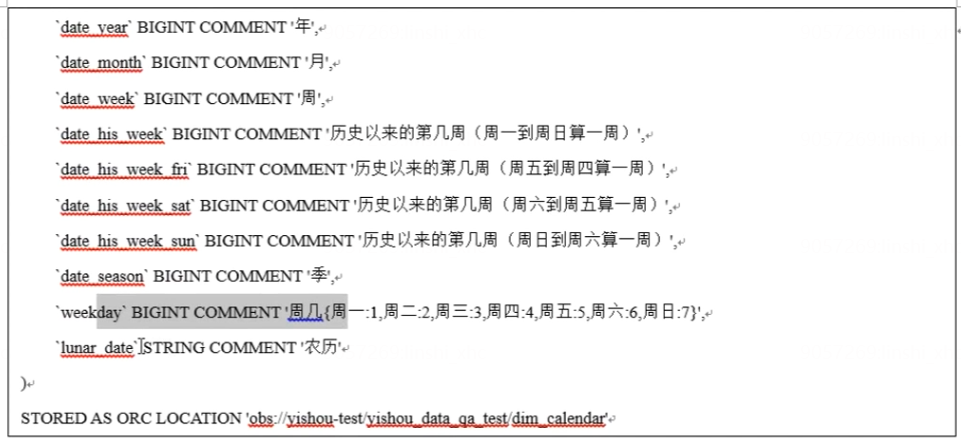 `date_year` BIGINT COMMENT '年',
`date_month` BIGINT COMMENT '月',
`date_week` BIGINT COMMENT '周',
`date_his_week` BIGINT COMMENT '历史以来的第几周（周一到周日算一周）',
`date_his_week_fri` BIGINT COMMENT '历史以来的第几周（周五到周四算一周）',
`date_his_week_sat` BIGINT COMMENT '历史以来的第几周（周六到周五算一周）',
`date_his_week_sun` BIGINT COMMENT '历史以来的第几周（周日到周六算一周）',
`date_season` BIGINT COMMENT '季',
`weekday` BIGINT COMMENT '周几{周一:1,周二:2,周三:3,周四:4,周五:5,周六:6,周日:7}',
`lunar_date` STRING COMMENT '农历'
)
STORED AS ORC LOCATION 'obs://yishou-test/yishou_data_qa_test/dim_calendar'